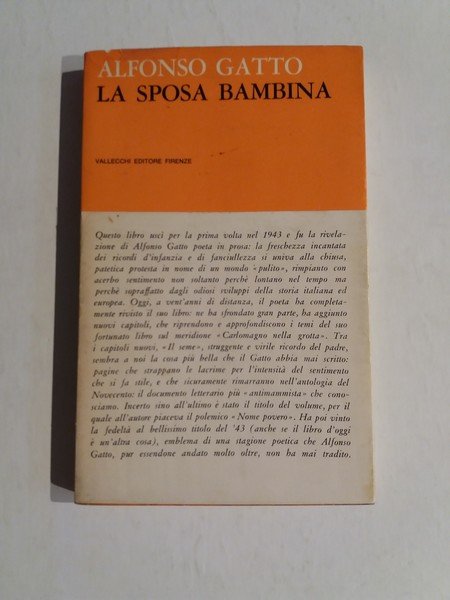 ALFONSO GATTO
LA SPOSA BAMBINA
VALLECCHI EDITORE FIRENZE
Questo libro uscì per la prima volta nel 1943 e fu la rivela-
zione di Alfonso Gatto poeta in prosa: la freschezza incantata
dei ricordi d'infanzia e di fanciullezza si univa alla chiusa,
patetica protesta in nome di un mondo «pulito», rimpianto con
acerbo sentimento non soltanto perchè lontano nel tempo ma
perchè sopraffatto dagli odiosi sviluppi della storia italiana ed
europea. Oggi, a vent'anni di distanza, il poeta ha completa-
mente rivisto il suo libro: ne ha sfrondato gran parte, ha aggiunto
nuovi capitoli, che riprendono e approfondiscono i temi del suo
fortunato libro sul meridione «Carlomagno nella grotta». Tra
i capitoli nuovi, «Il seme», struggente e virile ricordo del padre,
sembra a noi la cosa più bella che il Gatto abbia mai scritto:
pagine che strappano le lacrime per l'intensità del sentimento
che si fa stile, e che sicuramente rimarranno nell'antologia del
Novecento: il documento letterario più «antimammista» che cono-
sciamo. Incerto sino all'ultimo è stato il titolo del volume, per il
quale all'autore piaceva il polemico «Nome povero». Ha poi vinto
la fedeltà al bellissimo titolo del '43 (anche se il libro d'oggi
è un'altra cosa), emblema di una stagione poetica che Alfonso
Gatto, pur essendone andato molto oltre, non ha mai tradito.